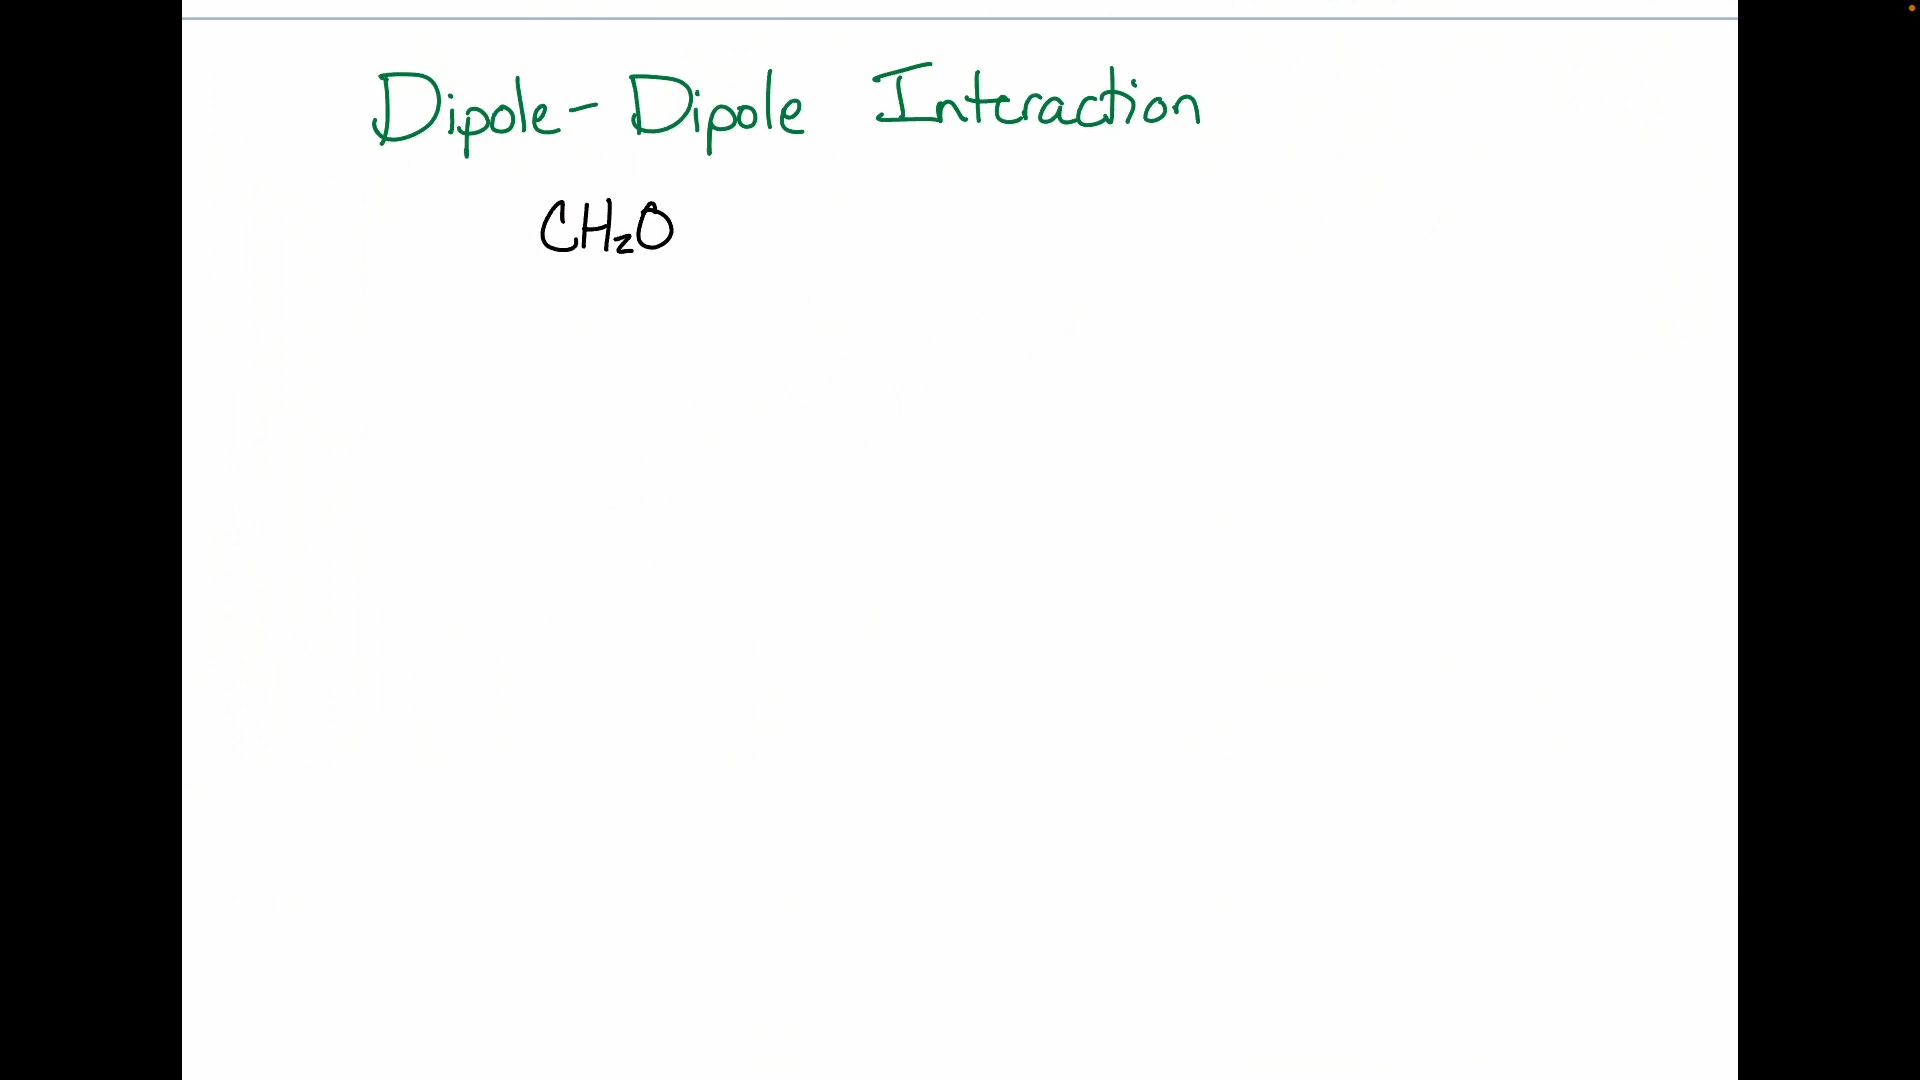 Dipole - Dipole Interaction
CH₂O